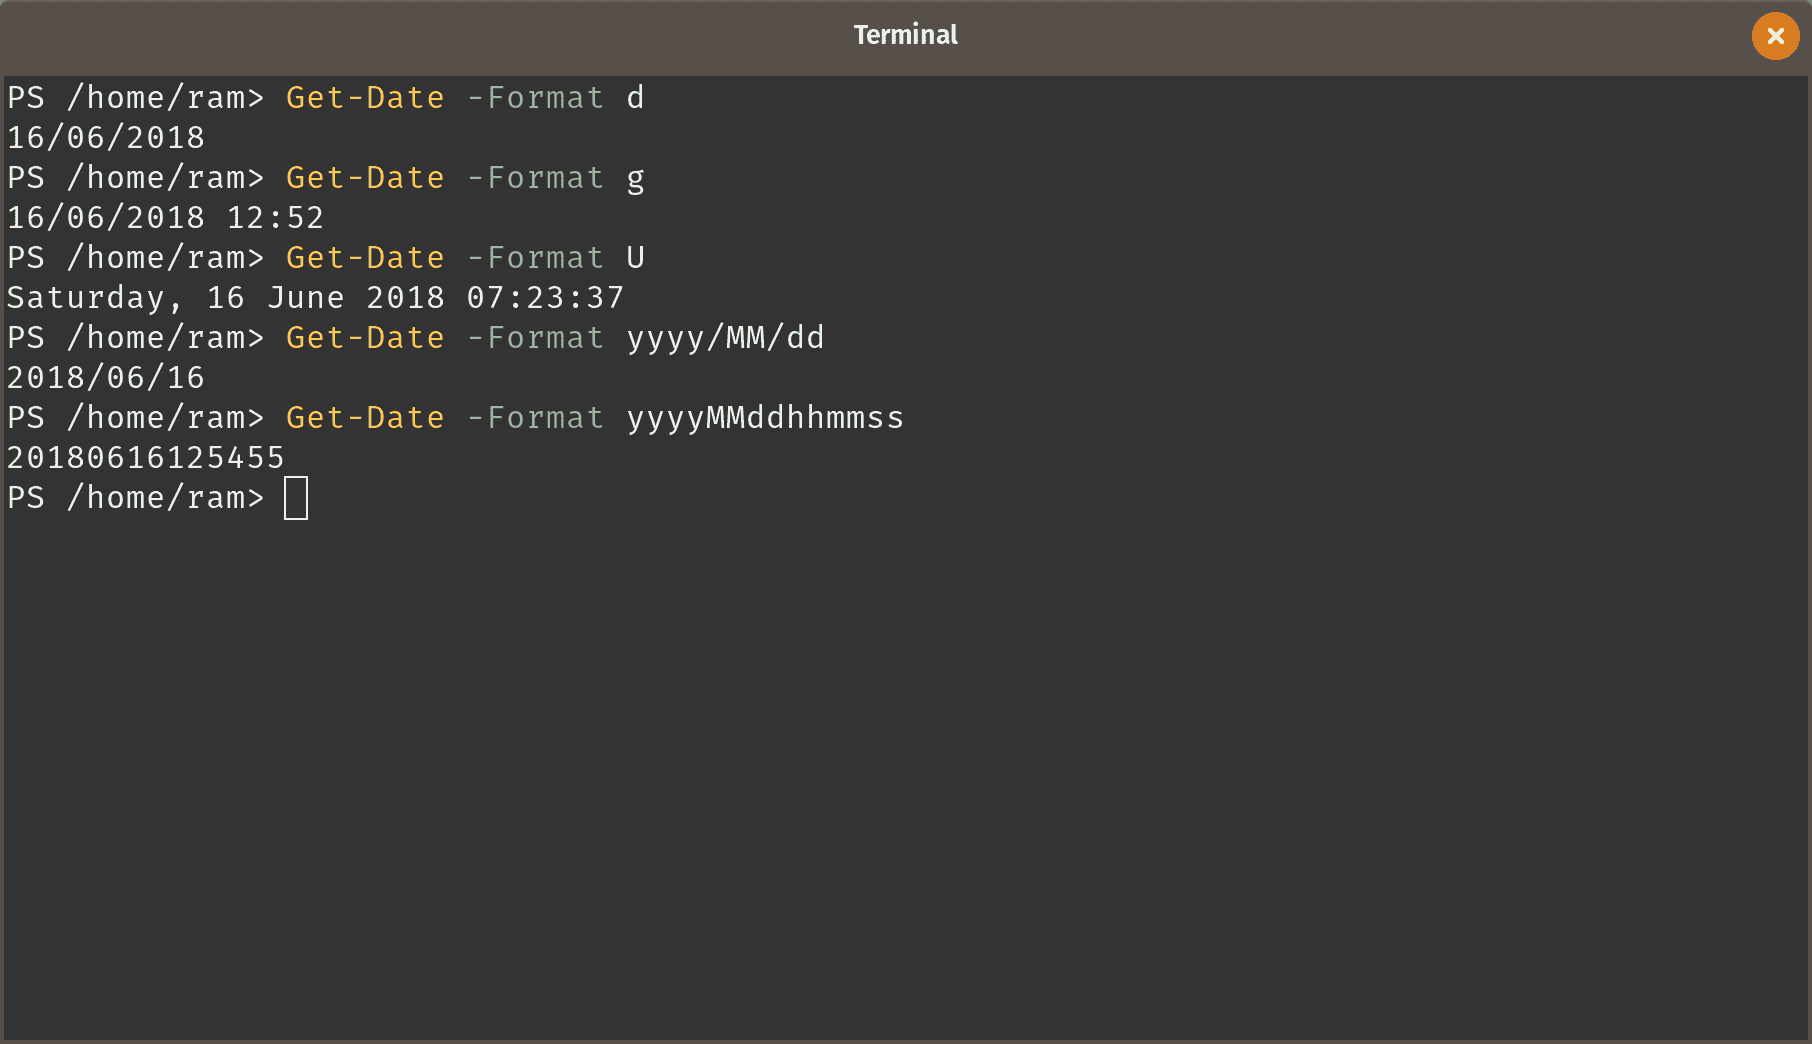 Terminal
PS /home/ram> Get-Date -Format d
16/06/2018
PS /home/ram> Get-Date -Format g
16/06/2018 12:52
PS /home/ram> Get-Date -Format U
Saturday, 16 June 2018 07:23:37
PS /home/ram> Get-Date -Format yyyy/MM/dd
2018/06/16
PS /home/ram> Get-Date -Format yyyyMMddhhmmss
20180616125455
PS /home/ram>